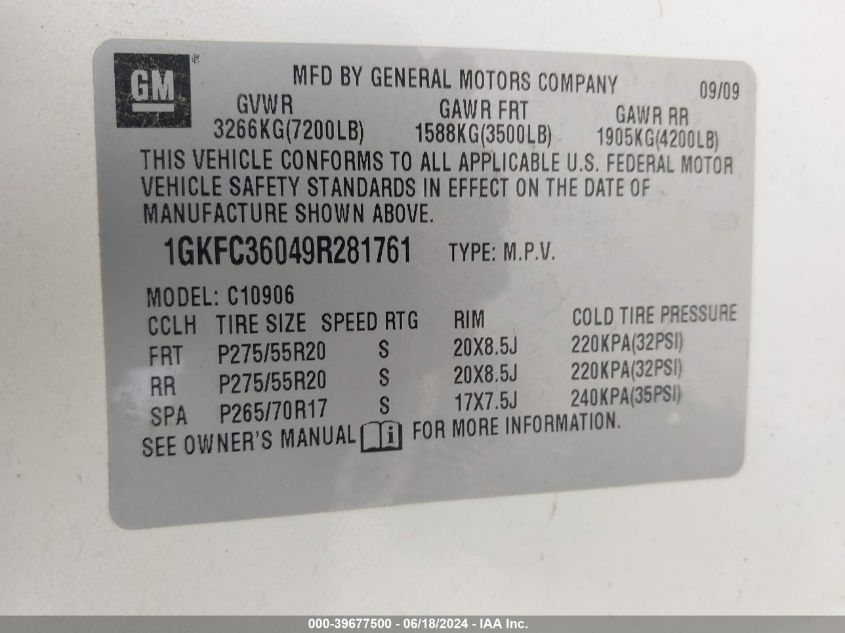 GM ®
MFD BY GENERAL MOTORS COMPANY 09/09
GVWR GAWR FRT GAWR RR
3266KG(7200LB) 1588KG(3500LB) 1905KG(4200LB)
THIS VEHICLE CONFORMS TO ALL APPLICABLE U.S. FEDERAL MOTOR
VEHICLE SAFETY STANDARDS IN EFFECT ON THE DATE OF
MANUFACTURE SHOWN ABOVE.
1GKFC36049R281761 TYPE: M.P.V.
MODEL: C10906
CCLH TIRE SIZE SPEED RTG RIM COLD TIRE PRESSURE
FRT P275/55R20 S 20X8.5J 220KPA(32PSI)
RR P275/55R20 S 20X8.5J 220KPA(32PSI)
SPA P265/70R17 S 17X7.5J 240KPA(35PSI)
SEE OWNER'S MANUAL i FOR MORE INFORMATION.
000-39677500 - 06/18/2024 - IAA Inc.